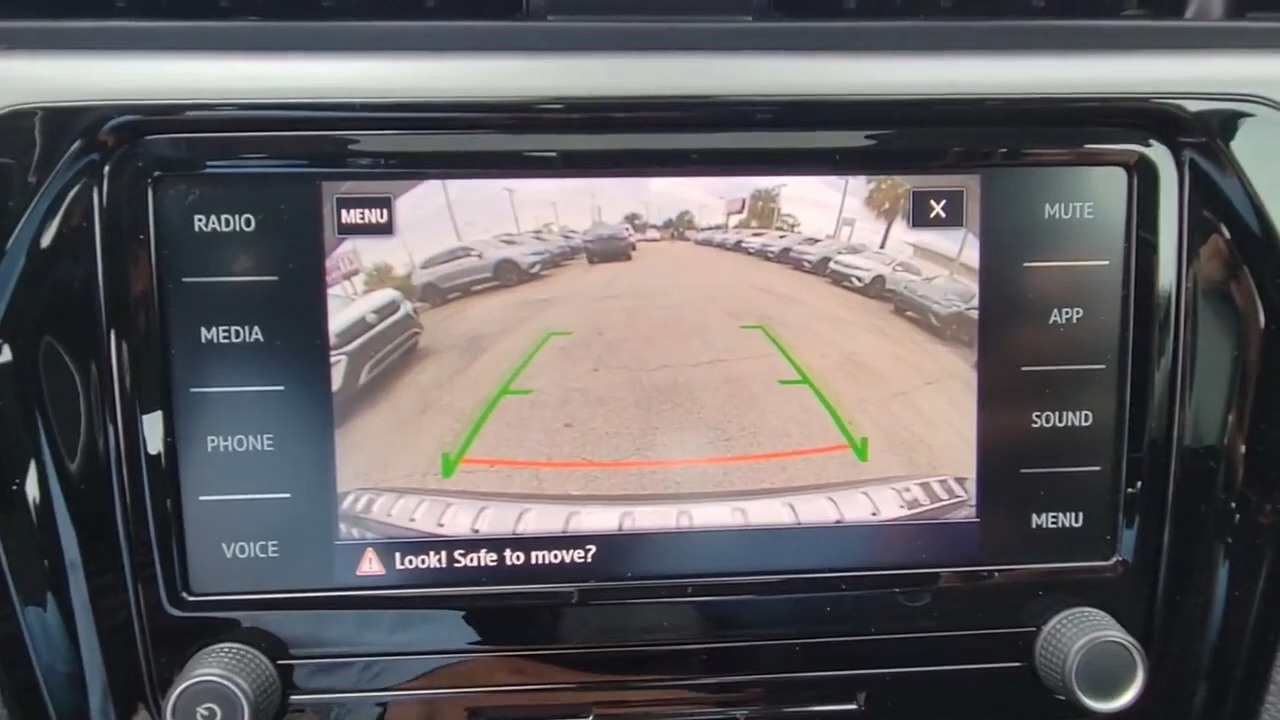 RADIO
MEDIA
PHONE
VOICE
MENU
X
Look! Safe to move?
MUTE
APP
SOUND
MENU